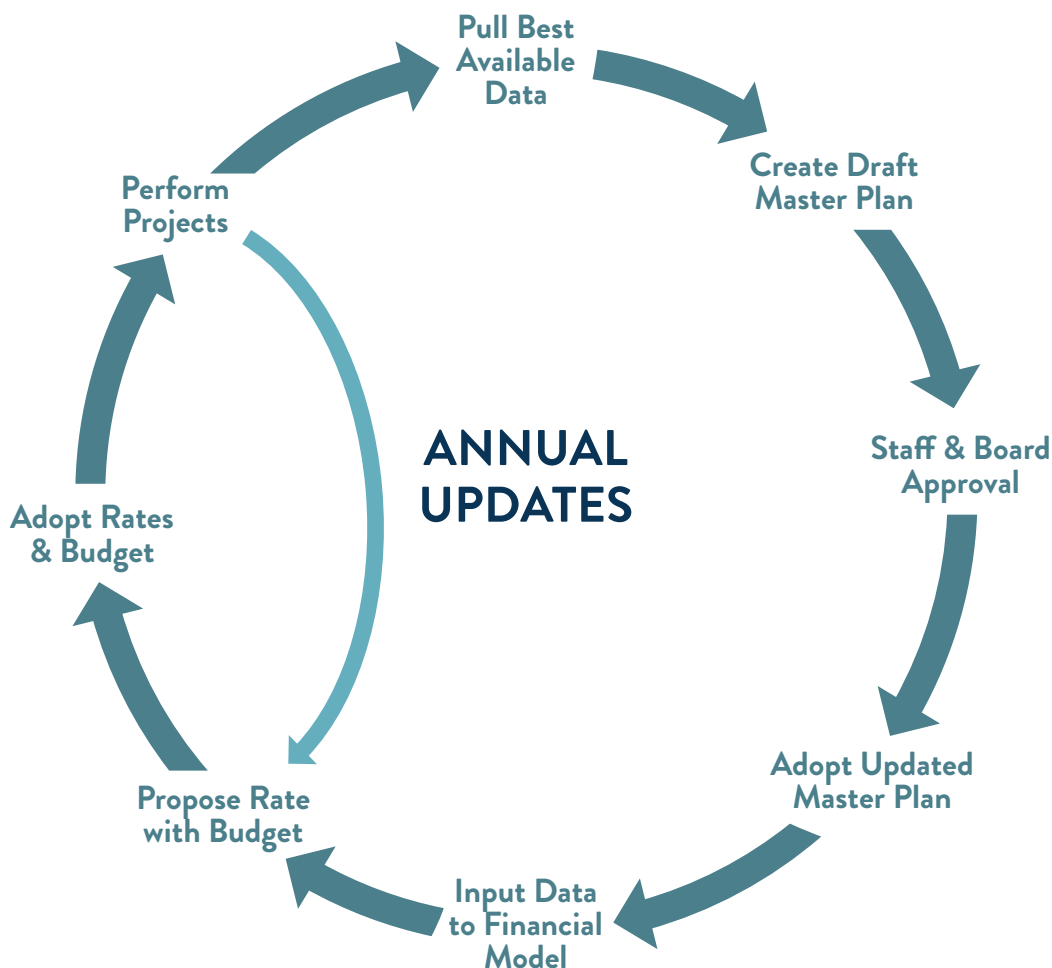 Pull Best
Available
Data
Create Draft
Master Plan
Staff & Board
Approval
Adopt Updated
Master Plan
Input Data
to Financial
Model
Propose Rate
with Budget
Adopt Rates
& Budget
Perform
Projects
ANNUAL
UPDATES